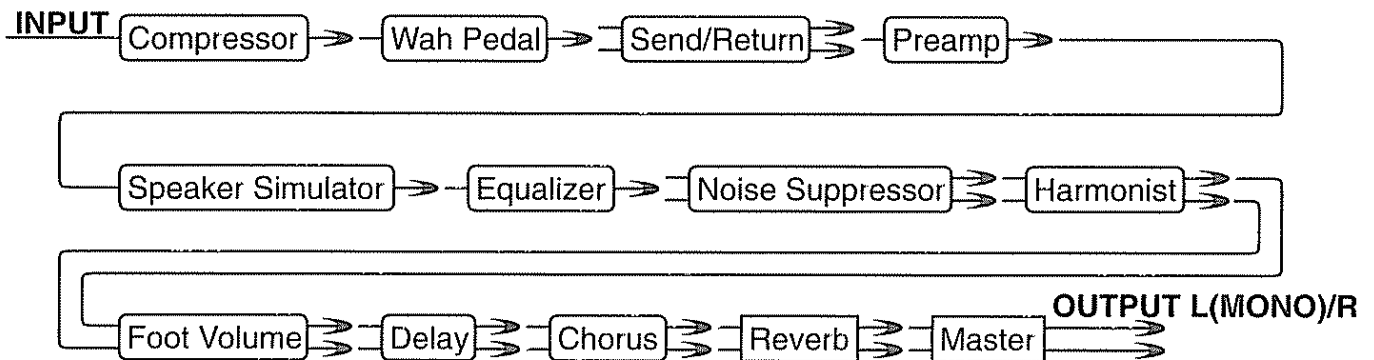 INPUT Compressor Wah Pedal Send/Return Preamp
Speaker Simulator Equalizer Noise Suppressor Harmonist
OUTPUT L(MONO)/R
Foot Volume Delay Chorus Reverb Master